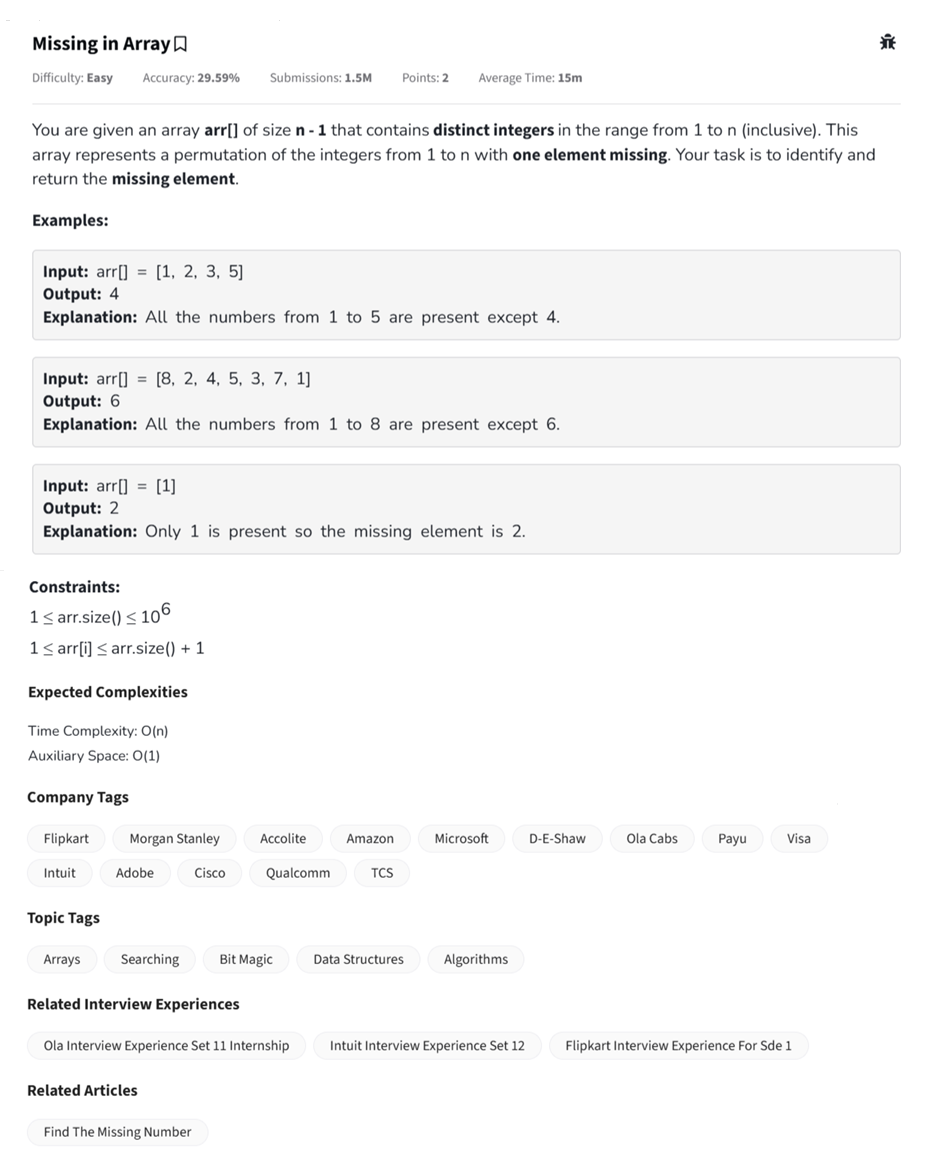 Missing in Array
Difficulty: Easy Accuracy: 29.59% Submissions: 1.5M Points: 2 Average Time: 15m
You are given an array arr[] of size n - 1 that contains distinct integers in the range from 1 to n (inclusive). This
array represents a permutation of the integers from 1 to n with one element missing. Your task is to identify and
return the missing element.
Examples:
Input: arr[] = [1, 2, 3, 5]
Output: 4
Explanation: All the numbers from 1 to 5 are present except 4.
Input: arr[] = [8, 2, 4, 5, 3, 7, 1]
Output: 6
Explanation: All the numbers from 1 to 8 are present except 6.
Input: arr[] = [1]
Output: 2
Explanation: Only 1 is present so the missing element is 2.
Constraints:
1 ≤ arr.size() ≤ 10⁶
1 ≤ arr[i] ≤ arr.size() + 1
Expected Complexities
Time Complexity: O(n)
Auxiliary Space: O(1)
Company Tags
Flipkart Morgan Stanley Accolite Amazon Microsoft D-E-Shaw Ola Cabs Payu Visa
Intuit Adobe Cisco Qualcomm TCS
Topic Tags
Arrays Searching Bit Magic Data Structures Algorithms
Related Interview Experiences
Ola Interview Experience Set 11 Internship Intuit Interview Experience Set 12 Flipkart Interview Experience For Sde 1
Related Articles
Find The Missing Number